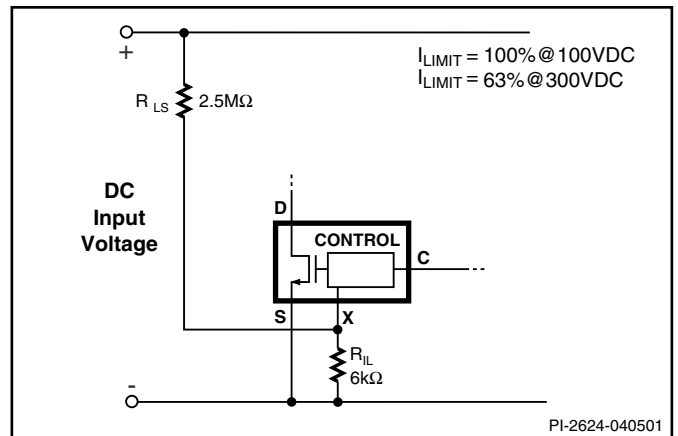 +
I_LIMIT = 100%@100VDC
I_LIMIT = 63%@300VDC
R_LS 2.5MΩ
DC
Input
Voltage
D
CONTROL
C
S X
R_IL
6kΩ
-
PI-2624-040501